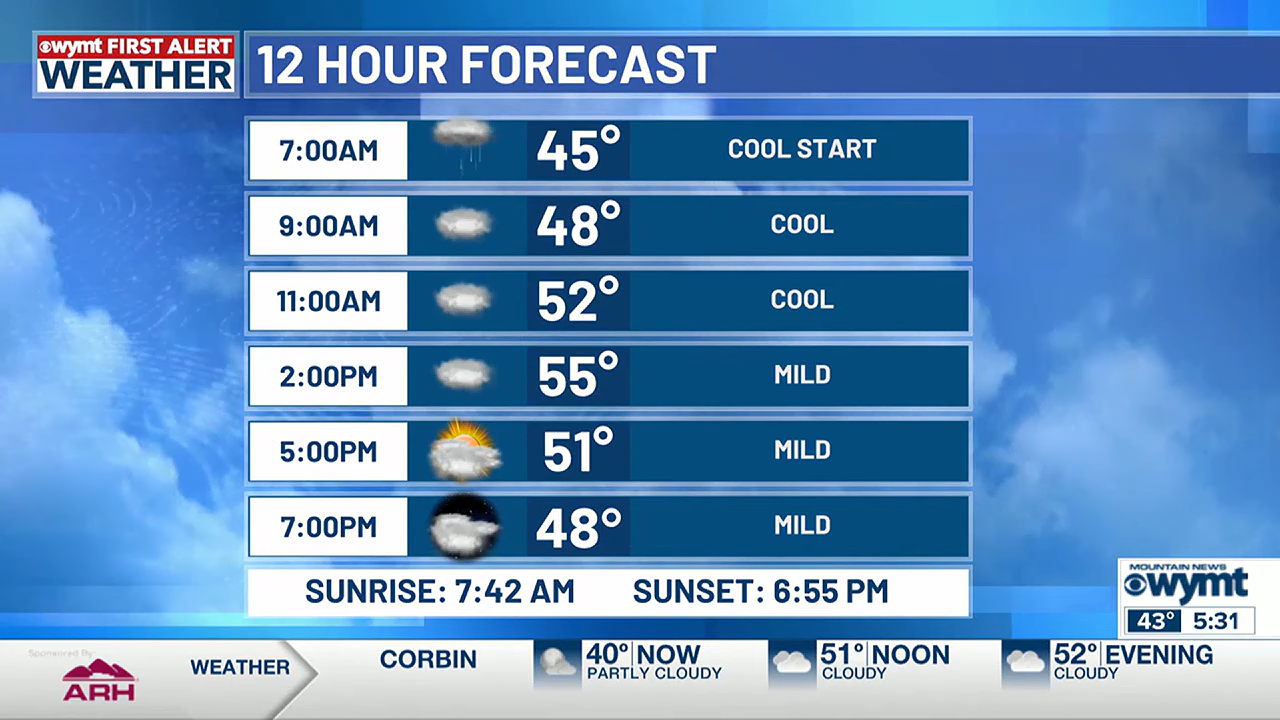 wymt FIRST ALERT
WEATHER
12 HOUR FORECAST
7:00AM 45° COOL START
9:00AM 48° COOL
11:00AM 52° COOL
2:00PM 55° MILD
5:00PM 51° MILD
7:00PM 48° MILD
SUNRISE: 7:42 AM SUNSET: 6:55 PM
MOUNTAIN NEWS
wymt
43° 5:31
Sponsored By
ARH
WEATHER
CORBIN
40° NOW
PARTLY CLOUDY
51° NOON
CLOUDY
52° EVENING
CLOUDY